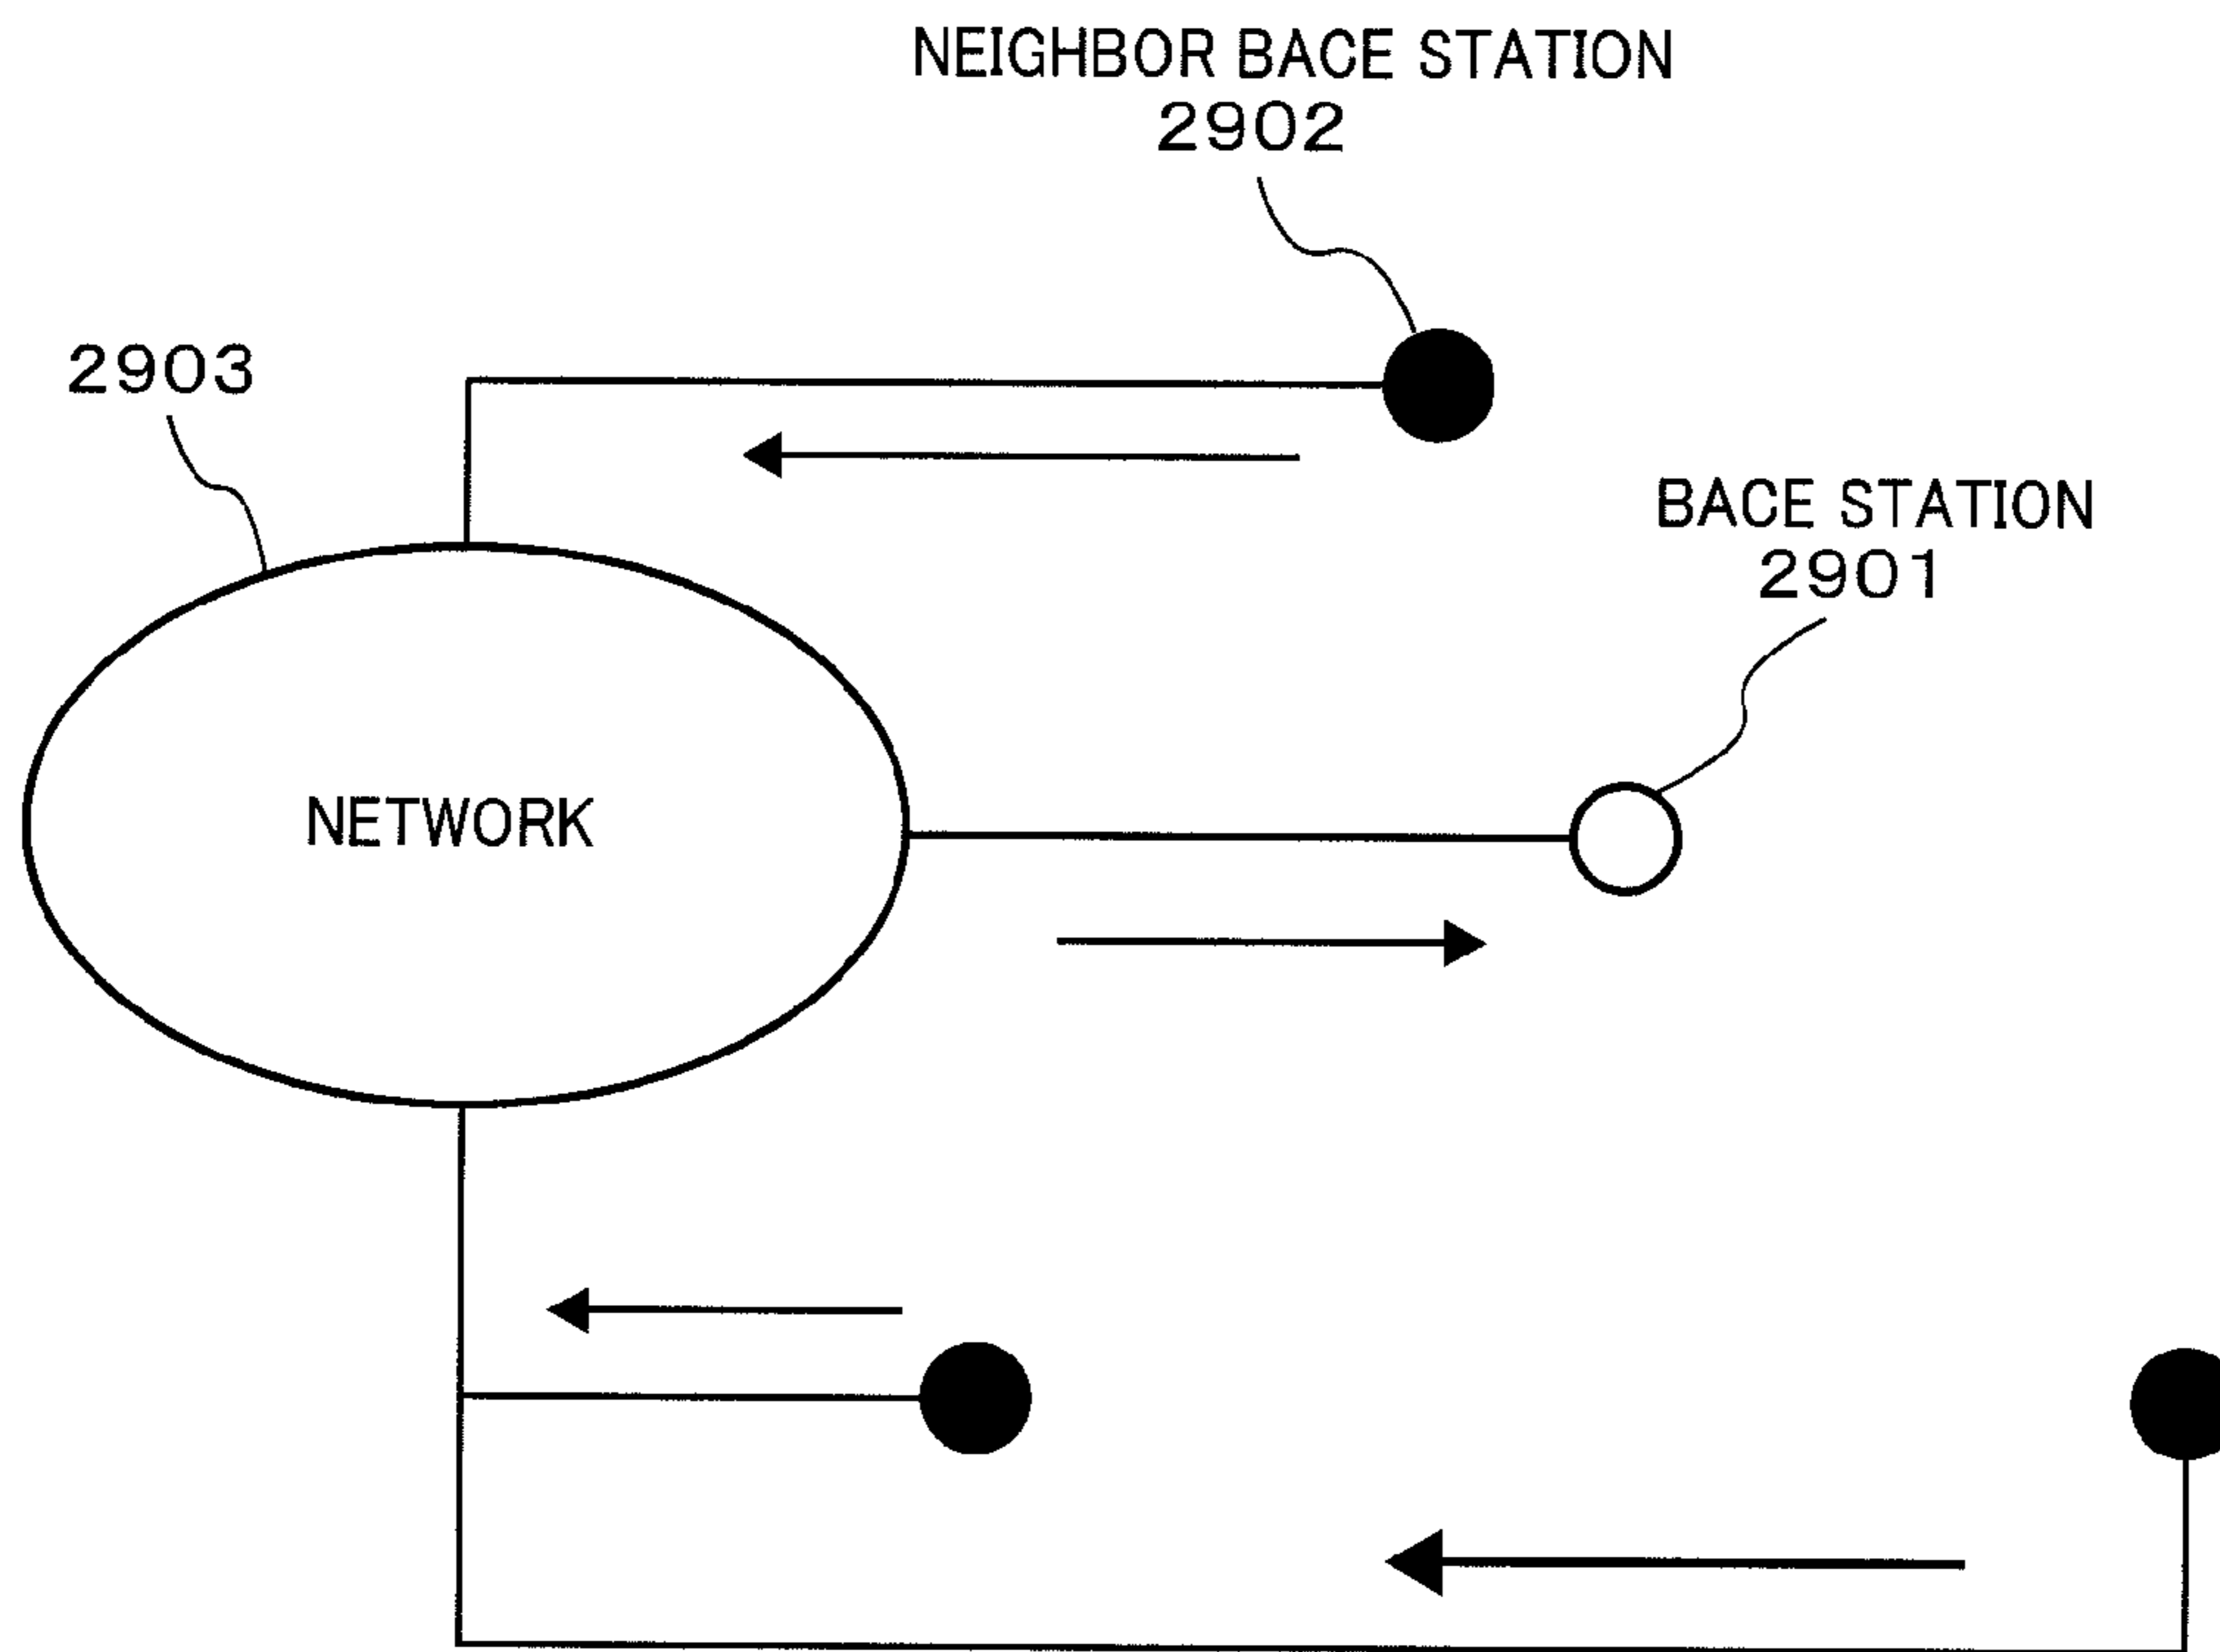 NEIGHBOR BACE STATION
2902
2903
BACE STATION
2901
NETWORK